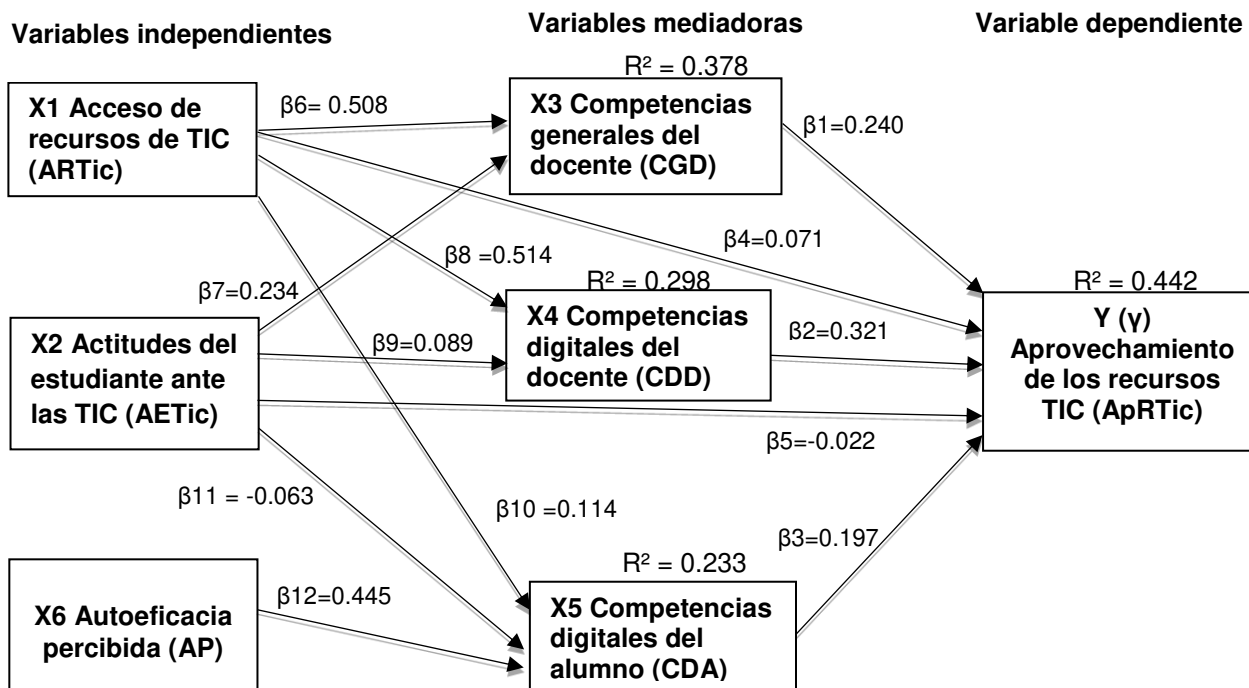 Variables independientes
Variables mediadoras
Variable dependiente
R² = 0.378
X1 Acceso de
recursos de TIC
(ARTic)
β6= 0.508
X3 Competencias
generales del
docente (CGD)
β1=0.240
β4=0.071
β8 =0.514
β7=0.234
R² = 0.298
R² = 0.442
X2 Actitudes del
estudiante ante
las TIC (AETic)
β9=0.089
X4 Competencias
digitales del
docente (CDD)
β2=0.321
Y (γ)
Aprovechamiento
de los recursos
TIC (ApRTic)
β5=-0.022
β11 = -0.063
β10 =0.114
β3=0.197
R² = 0.233
X6 Autoeficacia
percibida (AP)
β12=0.445
X5 Competencias
digitales del
alumno (CDA)